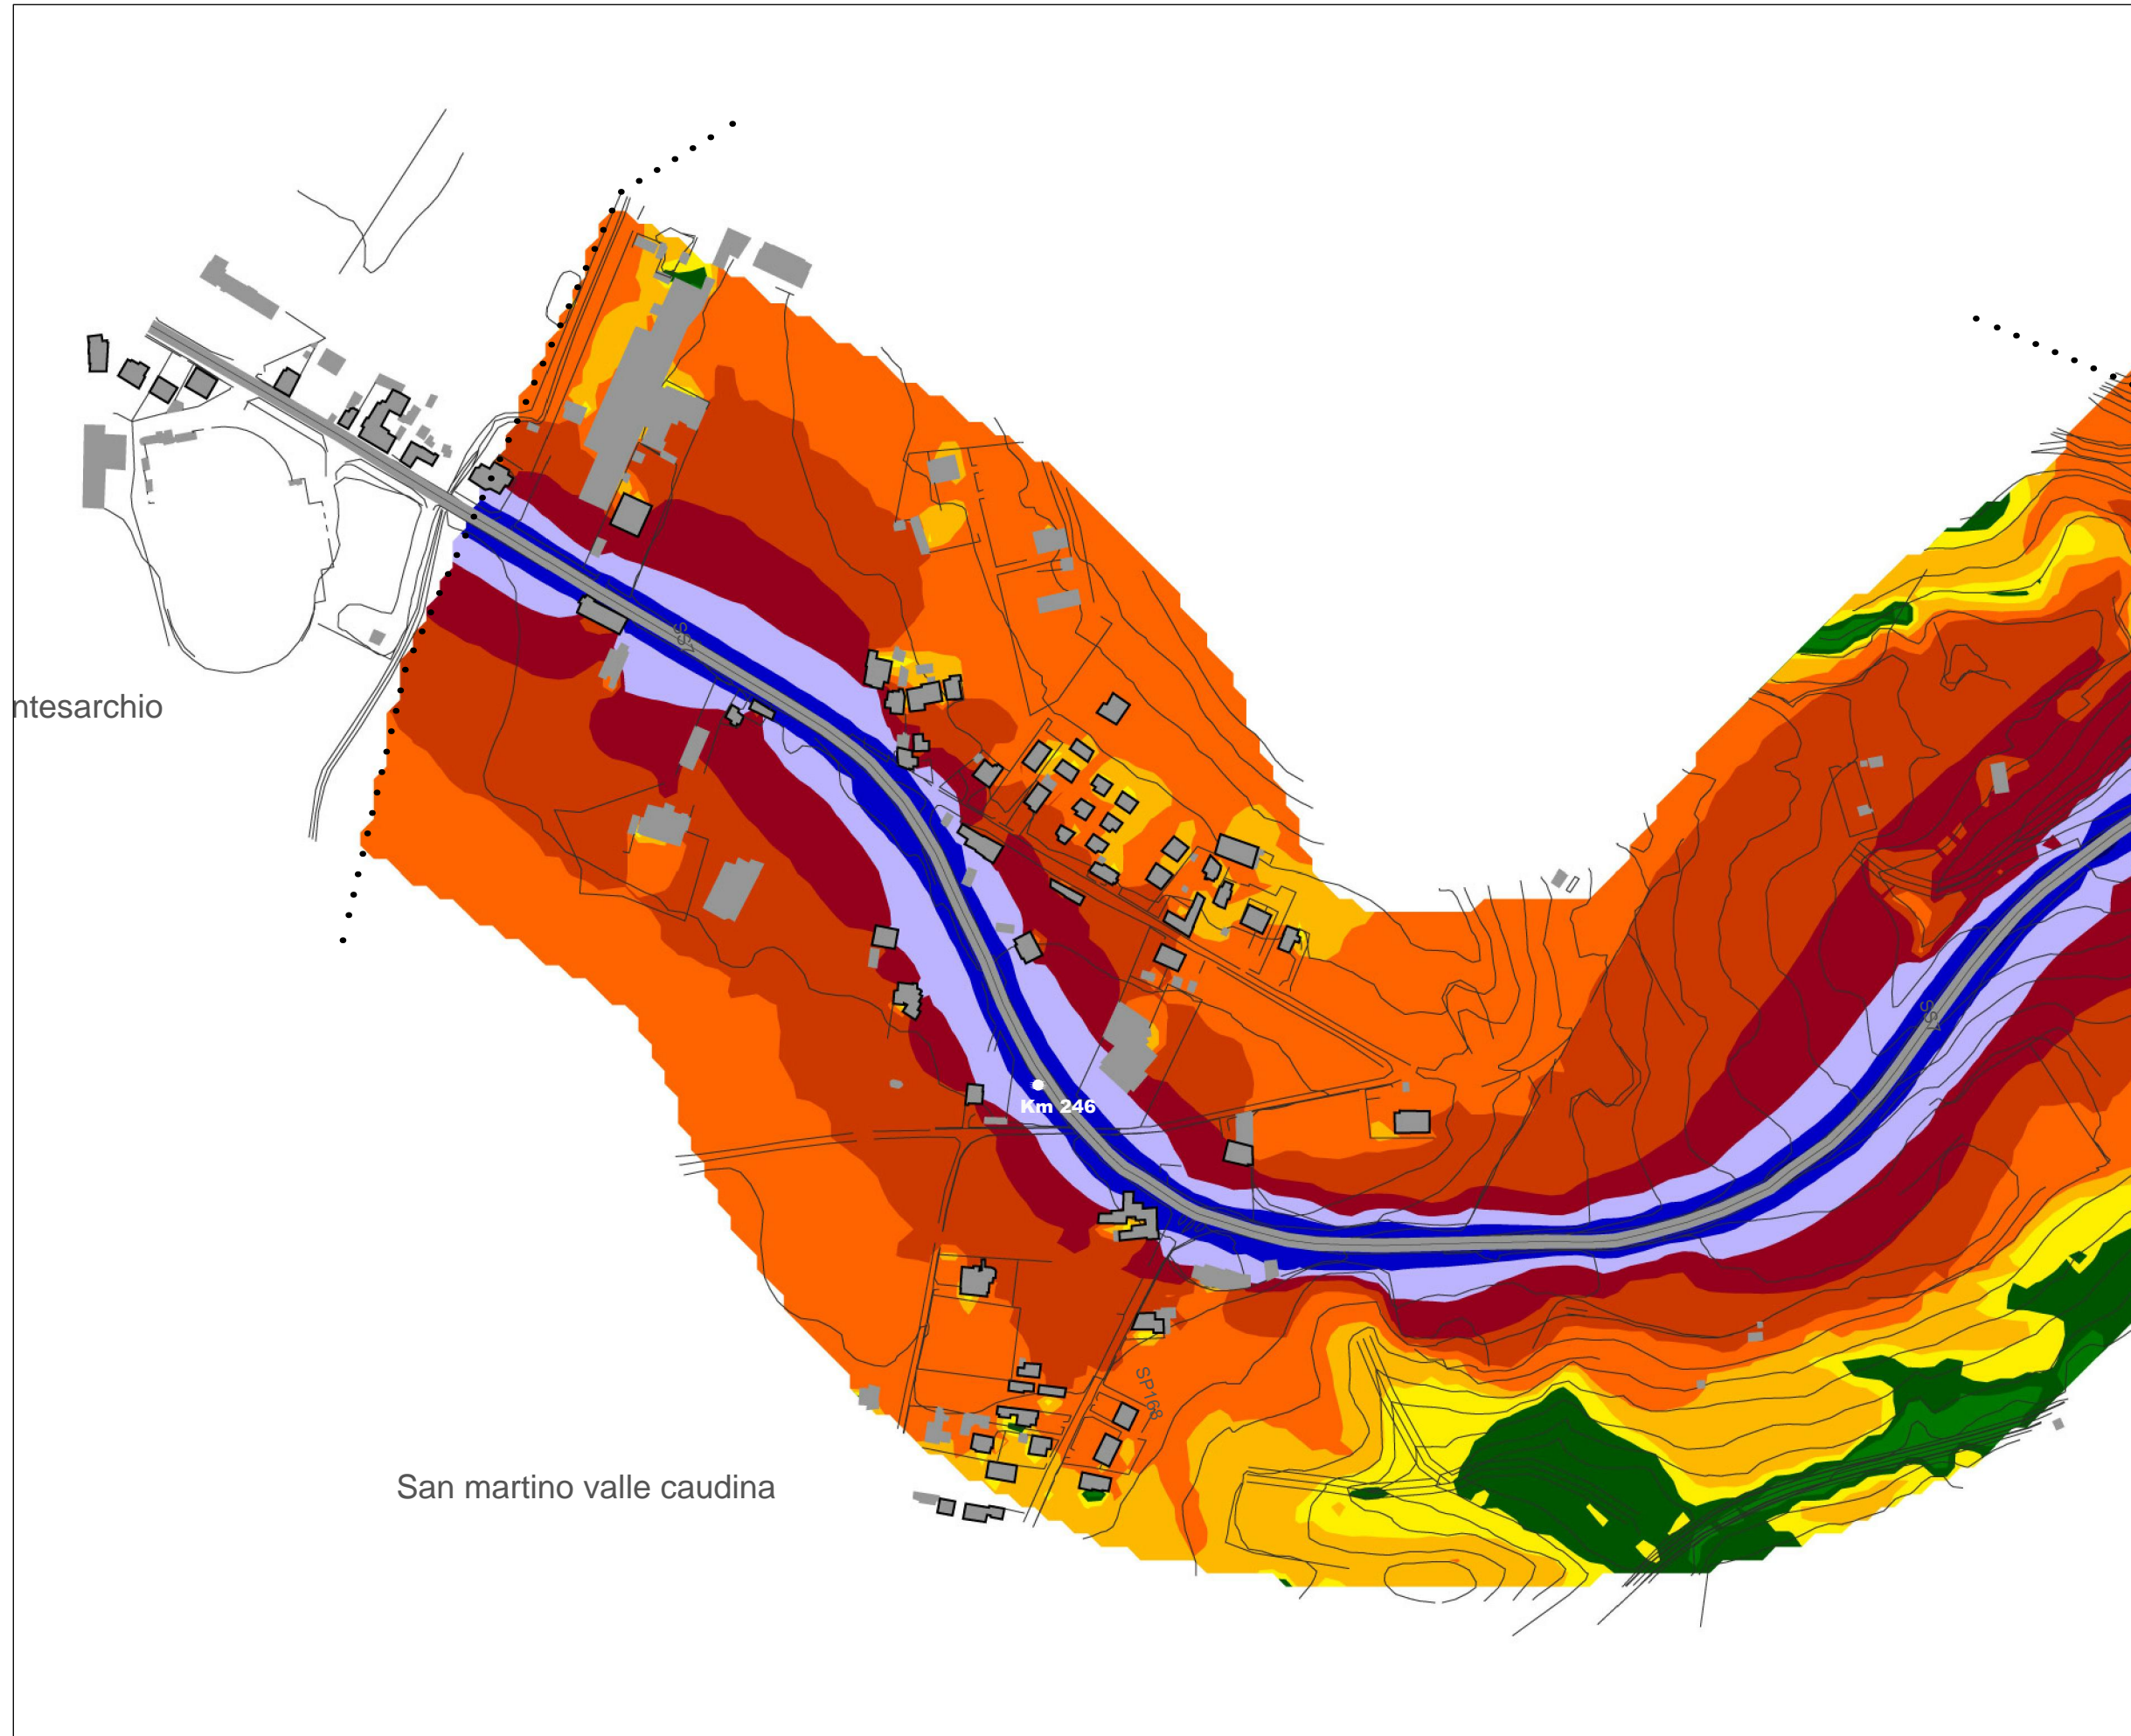 SS7
ntesarchio
SS7
Km 246
SP168
San martino valle caudina